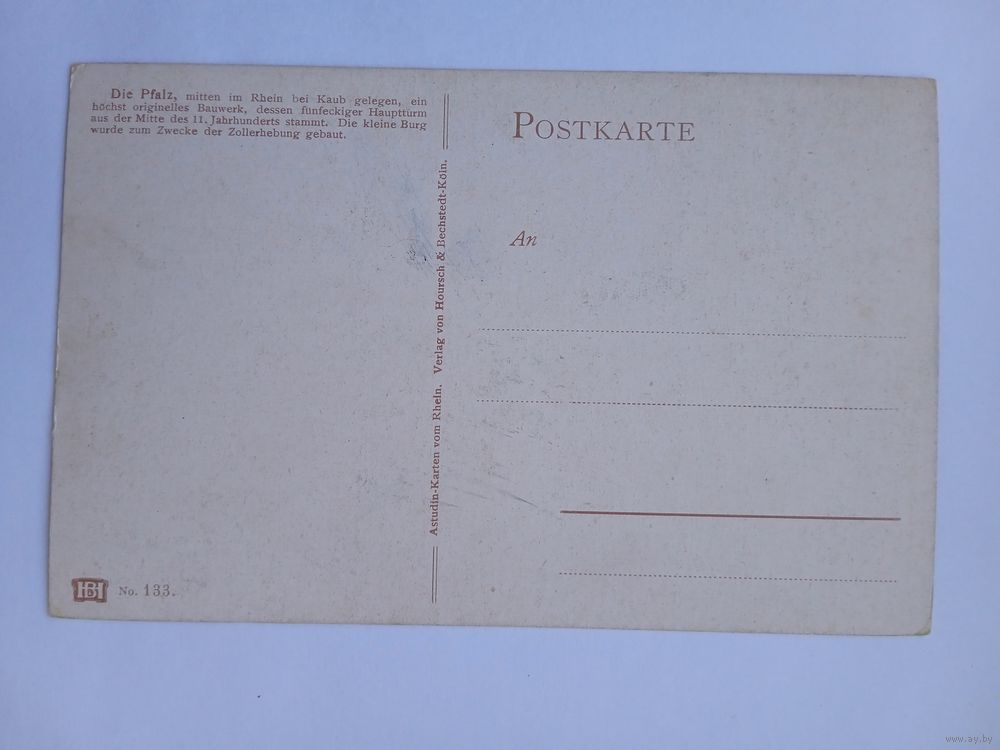 Die Pfalz, mitten im Rhein bei Kaub gelegen, ein
höchst originelles Bauwerk, dessen fünfeckiger Hauptturm
aus der Mitte des 11. Jahrhunderts stammt. Die kleine Burg
wurde zum Zwecke der Zollerhebung gebaut.
Astudin-Karten vom Rhein. Verlag von Hoursch & Bechstedt-Köln.
HB
No. 133.
POSTKARTE
An
www.ay.by